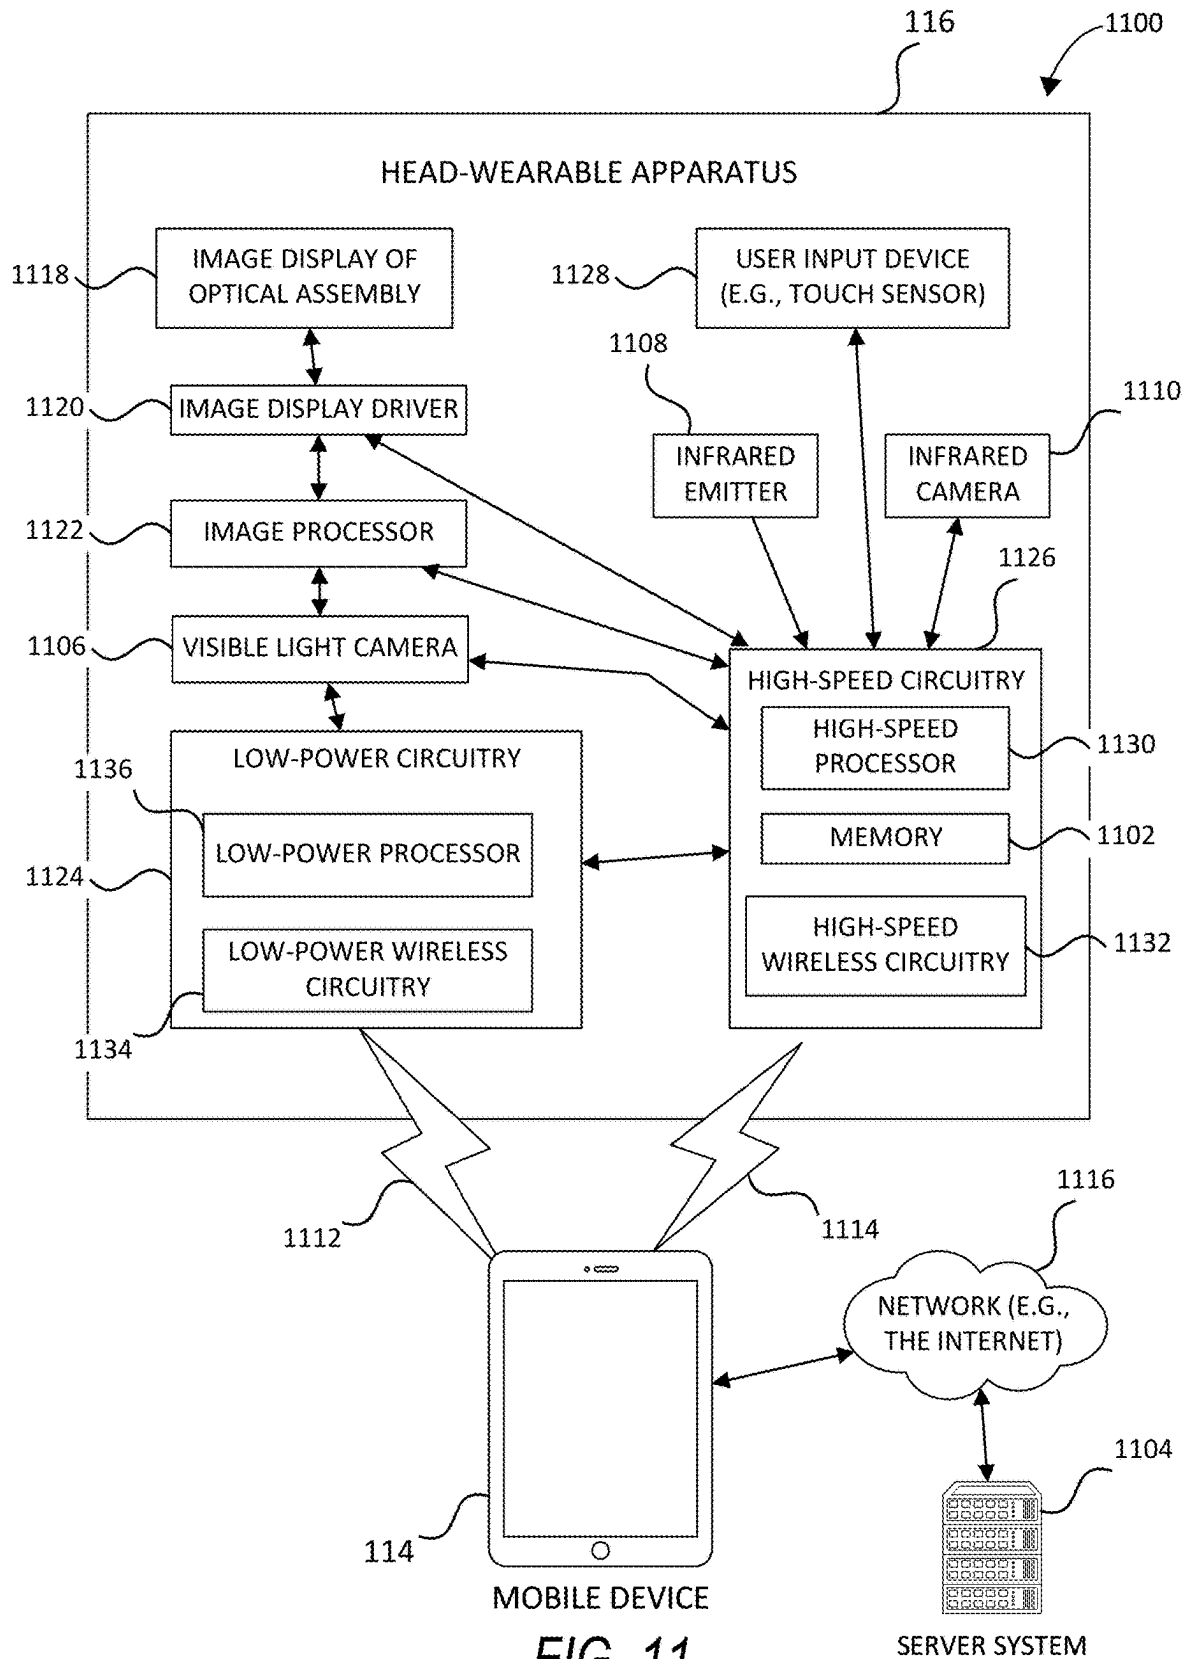 116
1100
HEAD-WEARABLE APPARATUS
1118
IMAGE DISPLAY OF
OPTICAL ASSEMBLY
1128
USER INPUT DEVICE
(E.G., TOUCH SENSOR)
1108
1110
1120
IMAGE DISPLAY DRIVER
INFRARED
EMITTER
INFRARED
CAMERA
1122
IMAGE PROCESSOR
1126
1106
VISIBLE LIGHT CAMERA
HIGH-SPEED CIRCUITRY
HIGH-SPEED
PROCESSOR
1130
LOW-POWER CIRCUITRY
1136
LOW-POWER PROCESSOR
MEMORY
1102
1124
LOW-POWER WIRELESS
CIRCUITRY
HIGH-SPEED
WIRELESS CIRCUITRY
1132
1134
1112
1114
1116
NETWORK (E.G.,
THE INTERNET)
1104
114
MOBILE DEVICE
SERVER SYSTEM
FIG. 11